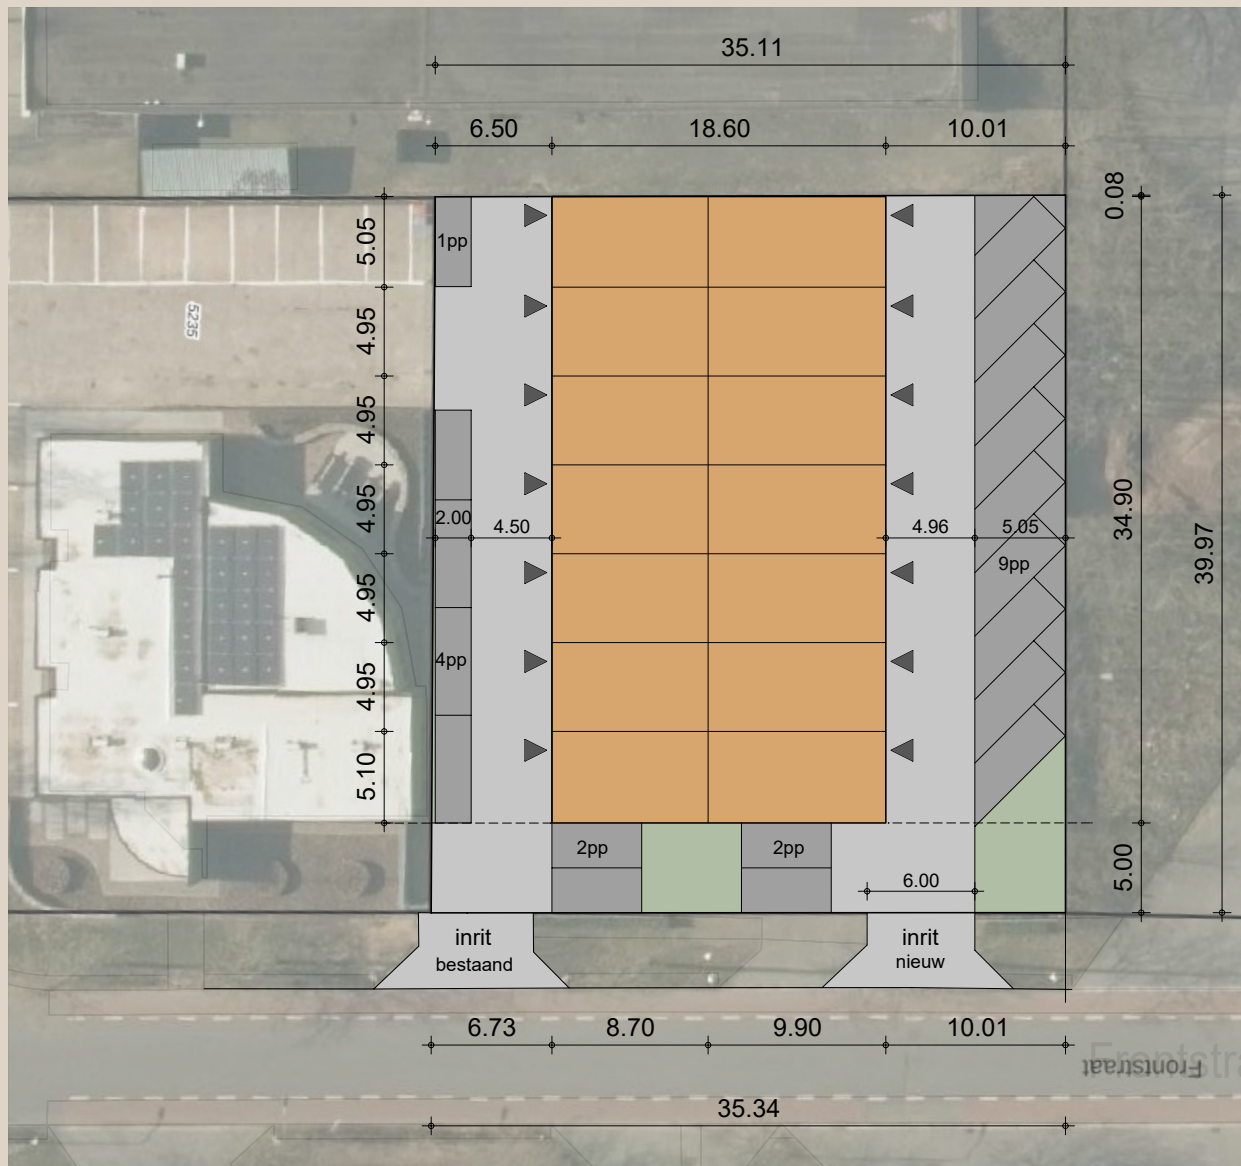 35.11
6.50 18.60 10.01
0.08
5.05
1pp
4.95
5235
4.95
4.95
34.90
39.97
2.00 4.50 4.96 5.05
9pp
4.95
4.95
4pp
5.10
2pp 2pp
5.00
6.00
inrit inrit
bestaand nieuw
6.73 8.70 9.90 10.01
Frontstra
Frontstraat
35.34